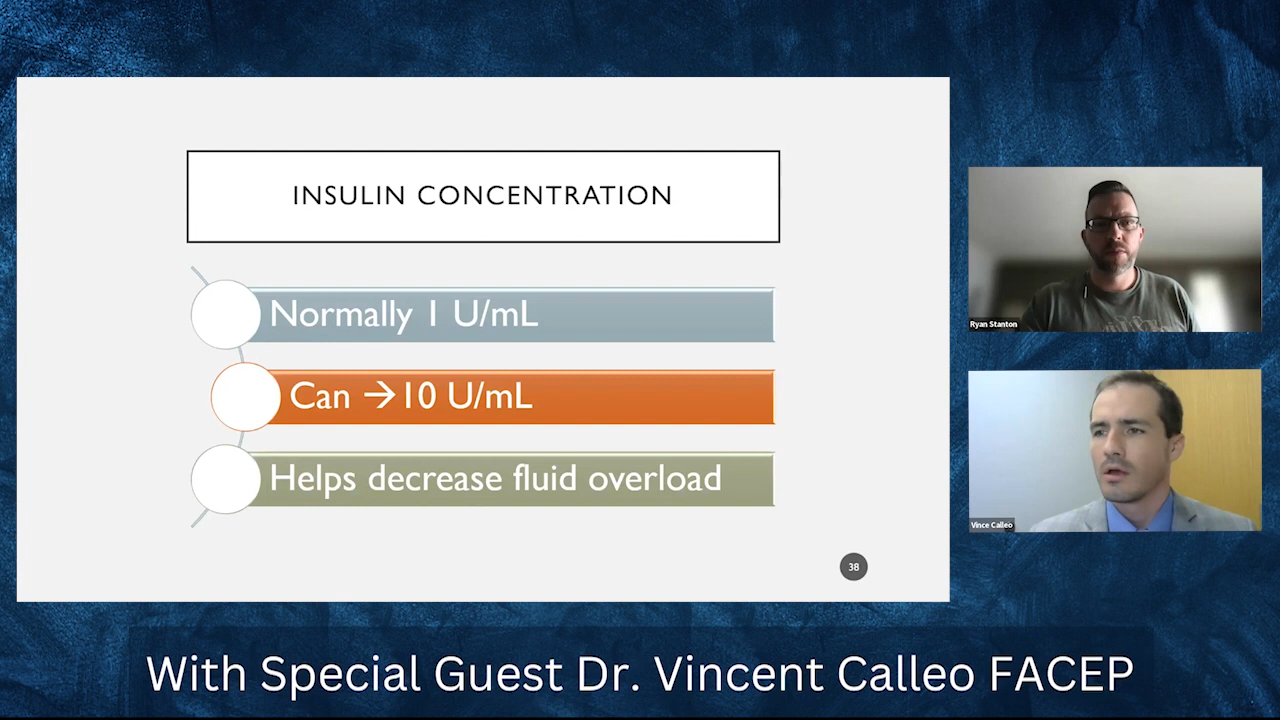 INSULIN CONCENTRATION
Normally 1 U/mL
Can →10 U/mL
Helps decrease fluid overload
38
Ryan Stanton
Vince Calleo
With Special Guest Dr. Vincent Calleo FACEP